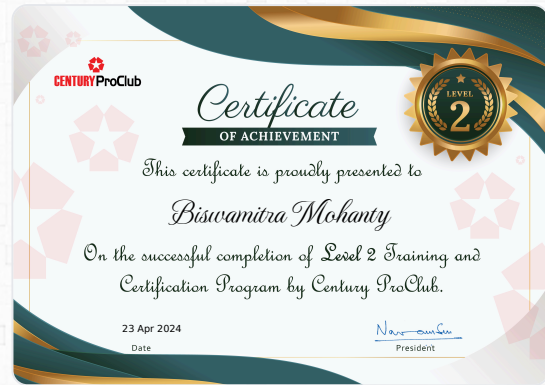 CENTURY ProClub
Certificate
OF ACHIEVEMENT
LEVEL
2
This certificate is proudly presented to
Biswamitra Mohanty
On the successful completion of Level 2 Training and
Certification Program by Century ProClub.
23 Apr 2024
Date
President